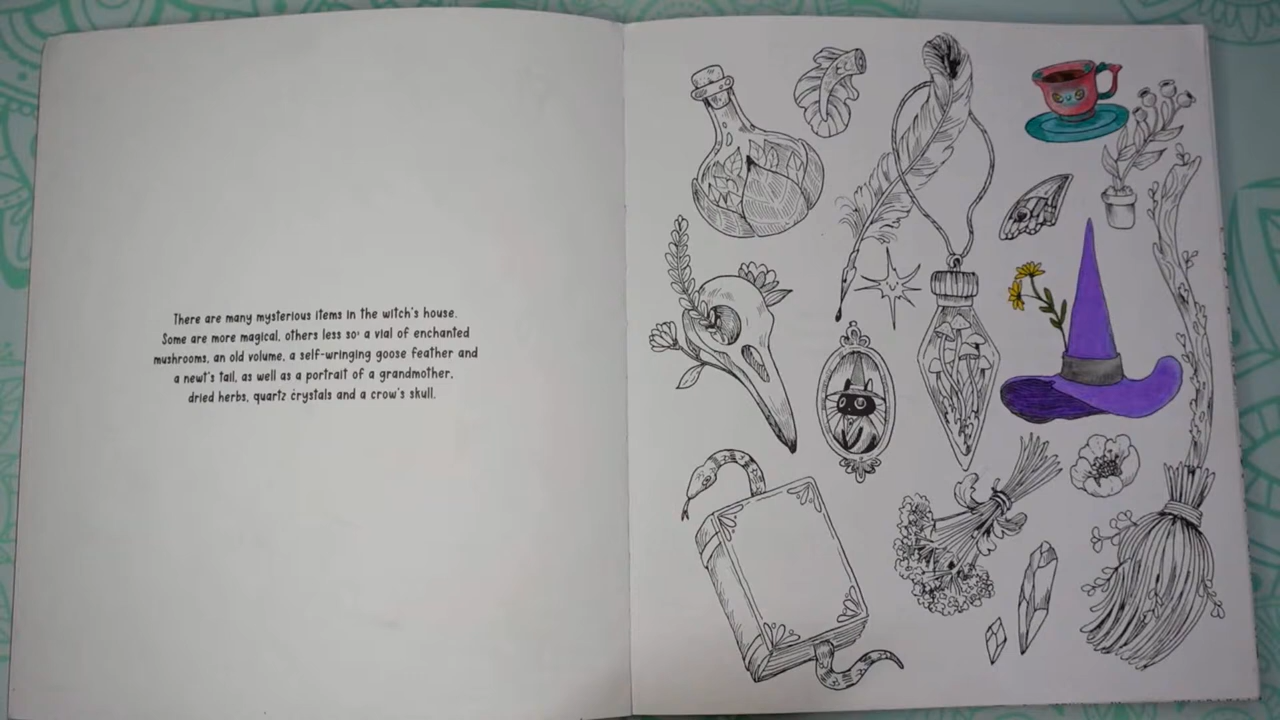 There are many mysterious items in the witch's house.
Some are more magical, others less so: a vial of enchanted
mushrooms, an old volume, a self-wringing goose feather and
a newt's tail, as well as a portrait of a grandmother,
dried herbs, quartz crystals and a crow's skull.